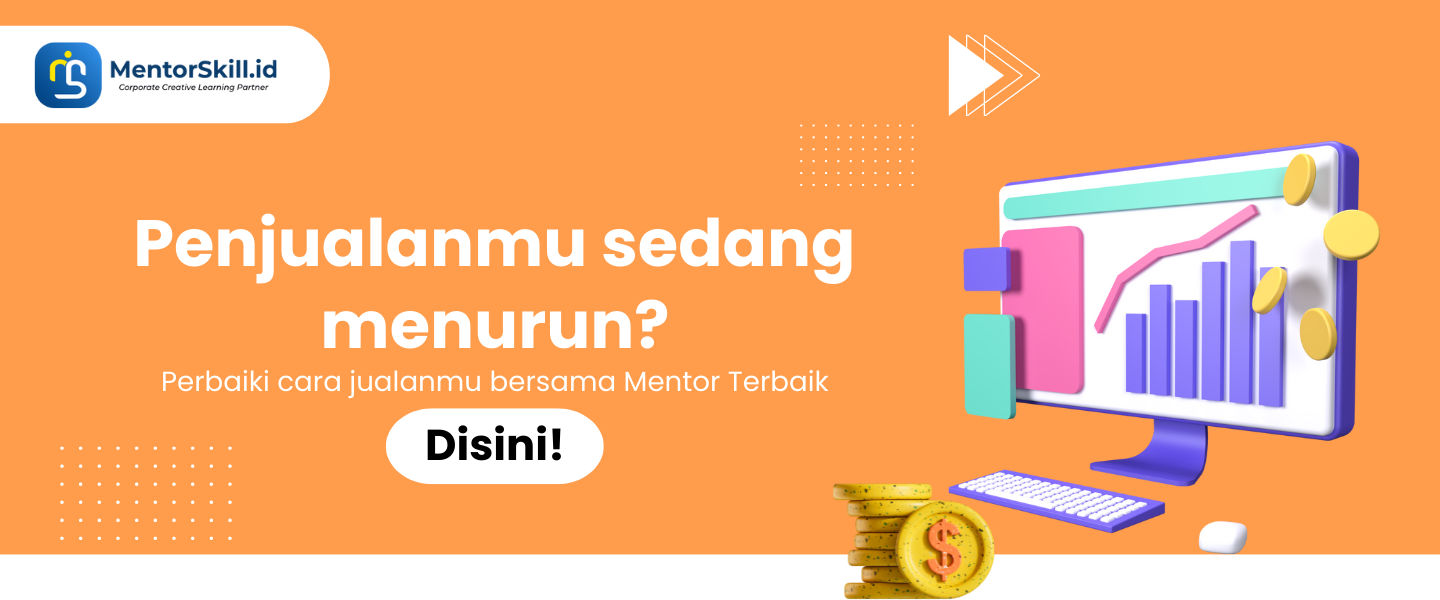 MentorSkill.id
Corporate Creative Learning Partner
Penjualanmu sedang
menurun?
Perbaiki cara jualanmu bersama Mentor Terbaik
Disini!
$